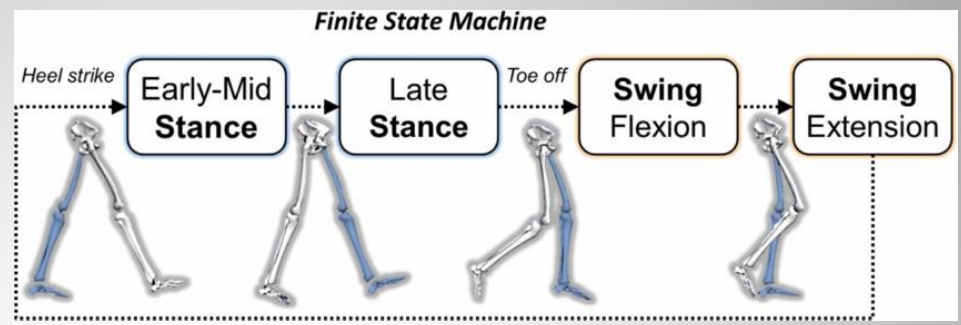 Finite State Machine
Heel strike
Early-Mid
Stance
Late
Stance
Toe off
Swing
Flexion
Swing
Extension